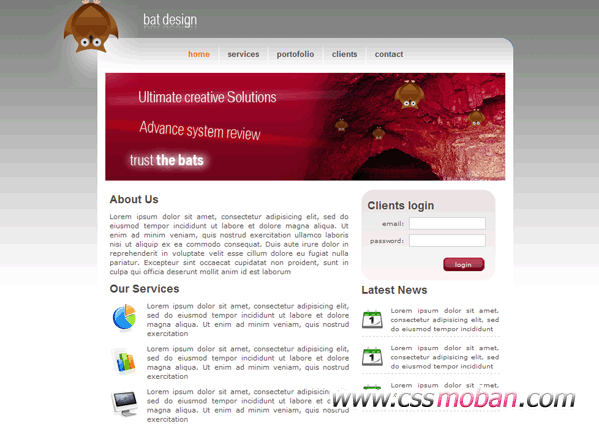 bat design
home services portofolio clients contact
Ultimate creative Solutions
Advance system review
trust the bats
About Us
Lorem ipsum dolor sit amet, consectetur adipisicing elit, sed do
eiusmod tempor incididunt ut labore et dolore magna aliqua. Ut
enim ad minim veniam, quis nostrud exercitation ullamco laboris
nisi ut aliquip ex ea commodo consequat. Duis aute irure dolor in
reprehenderit in voluptate velit esse cillum dolore eu fugiat nulla
pariatur. Excepteur sint occaecat cupidatat non proident, sunt in
culpa qui officia deserunt mollit anim id est laborum
Clients login
email:
password:
login
Our Services
Lorem ipsum dolor sit amet, consectetur adipisicing elit,
sed do eiusmod tempor incididunt ut labore et dolore
magna aliqua. Ut enim ad minim veniam, quis nostrud
exercitation
Lorem ipsum dolor sit amet, consectetur adipisicing elit,
sed do eiusmod tempor incididunt ut labore et dolore
magna aliqua. Ut enim ad minim veniam, quis nostrud
exercitation
Lorem ipsum dolor sit amet, consectetur adipisicing elit,
sed do eiusmod tempor incididunt ut labore et dolore
magna aliqua. Ut enim ad minim veniam, quis nostrud
exercitation
Latest News
1
Lorem ipsum dolor sit amet,
consectetur adipisicing elit, sed
do eiusmod tempor incididunt
1
Lorem ipsum dolor sit amet,
consectetur adipisicing elit, sed
do eiusmod tempor incididunt
Lorem ipsum dolor sit amet,
www.cssmoban.com